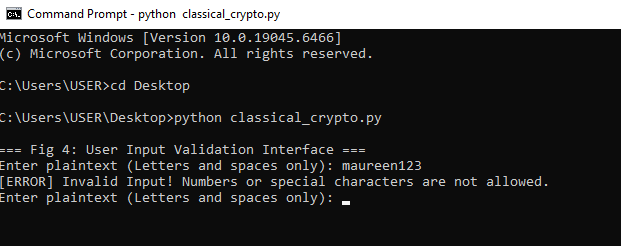 Command Prompt - python classical_crypto.py
Microsoft Windows [Version 10.0.19045.6466]
(c) Microsoft Corporation. All rights reserved.
C:\Users\USER>cd Desktop
C:\Users\USER\Desktop>python classical_crypto.py
=== Fig 4: User Input Validation Interface ===
Enter plaintext (Letters and spaces only): maureen123
[ERROR] Invalid Input! Numbers or special characters are not allowed.
Enter plaintext (Letters and spaces only):